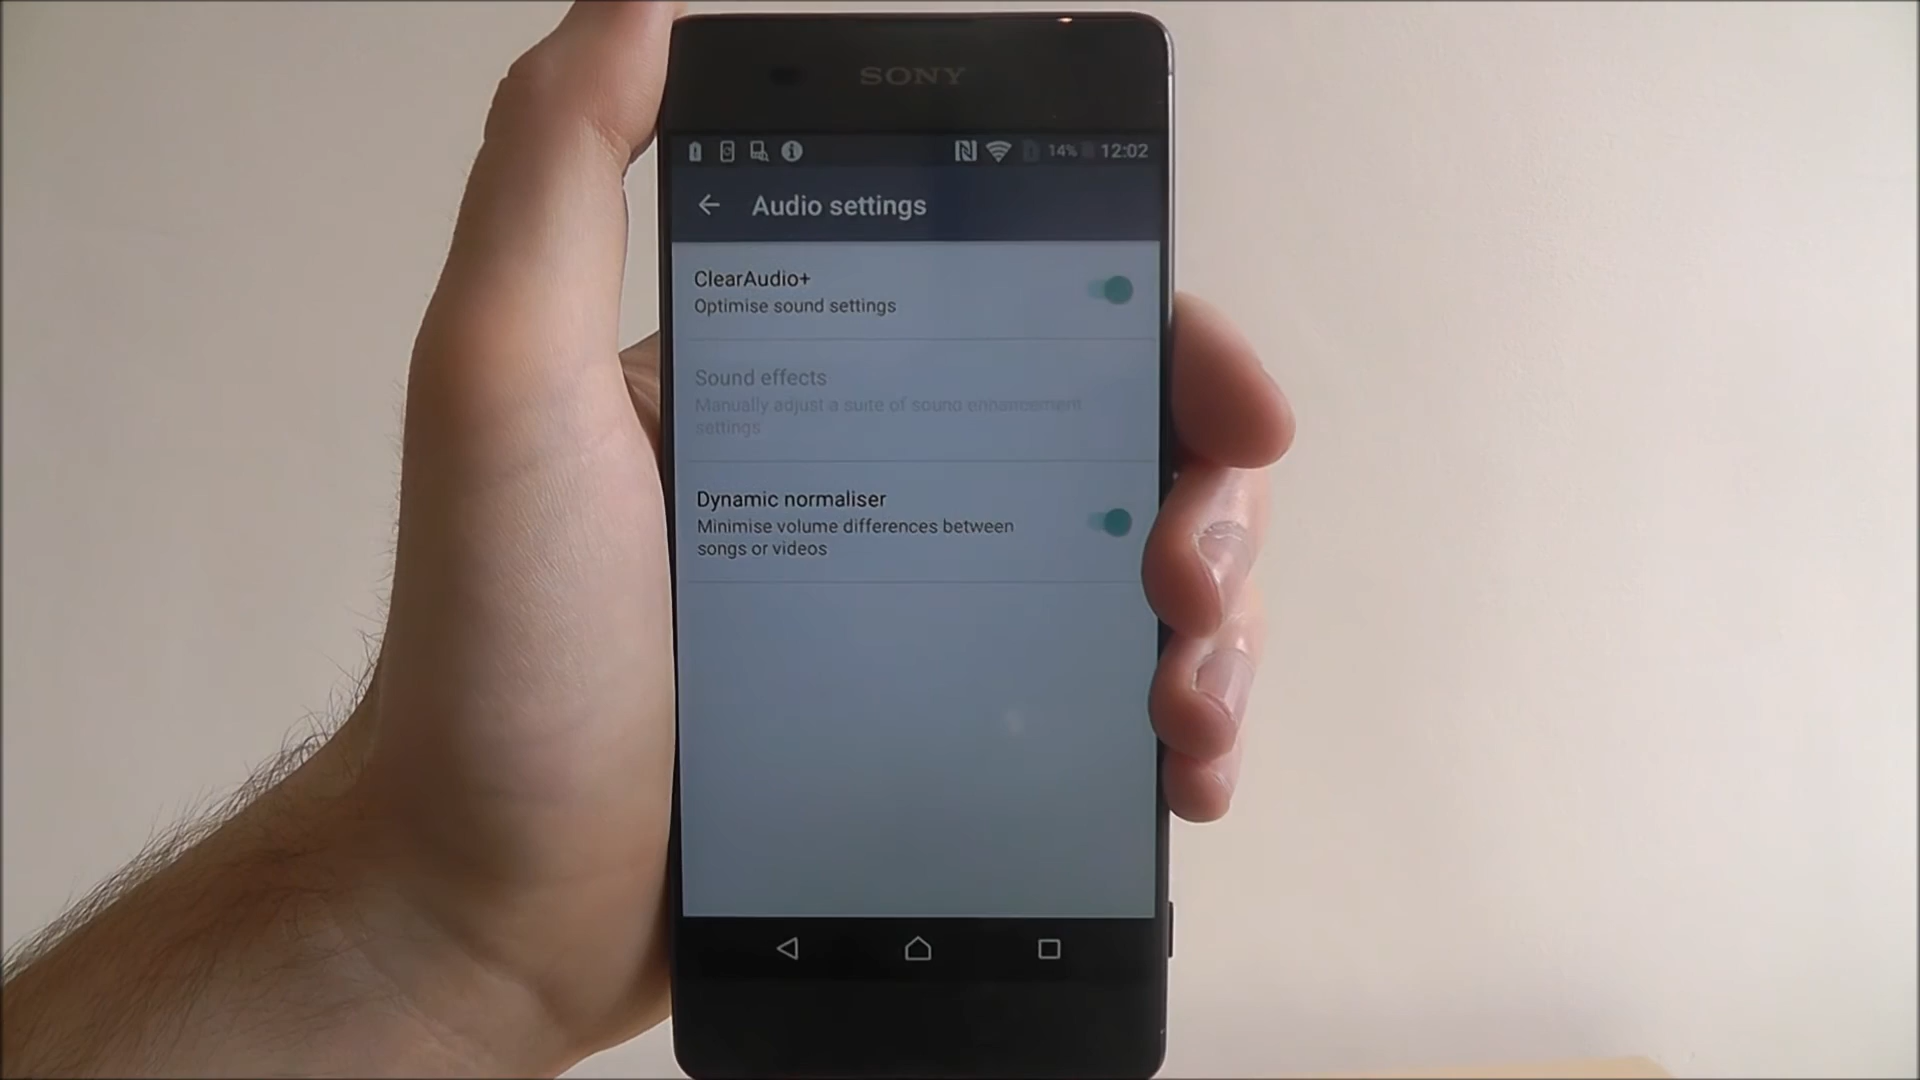 SONY
14% 12:02
Audio settings
ClearAudio+
Optimise sound settings
Sound effects
Manually adjust a suite of sound enhancement
settings
Dynamic normaliser
Minimise volume differences between
songs or videos